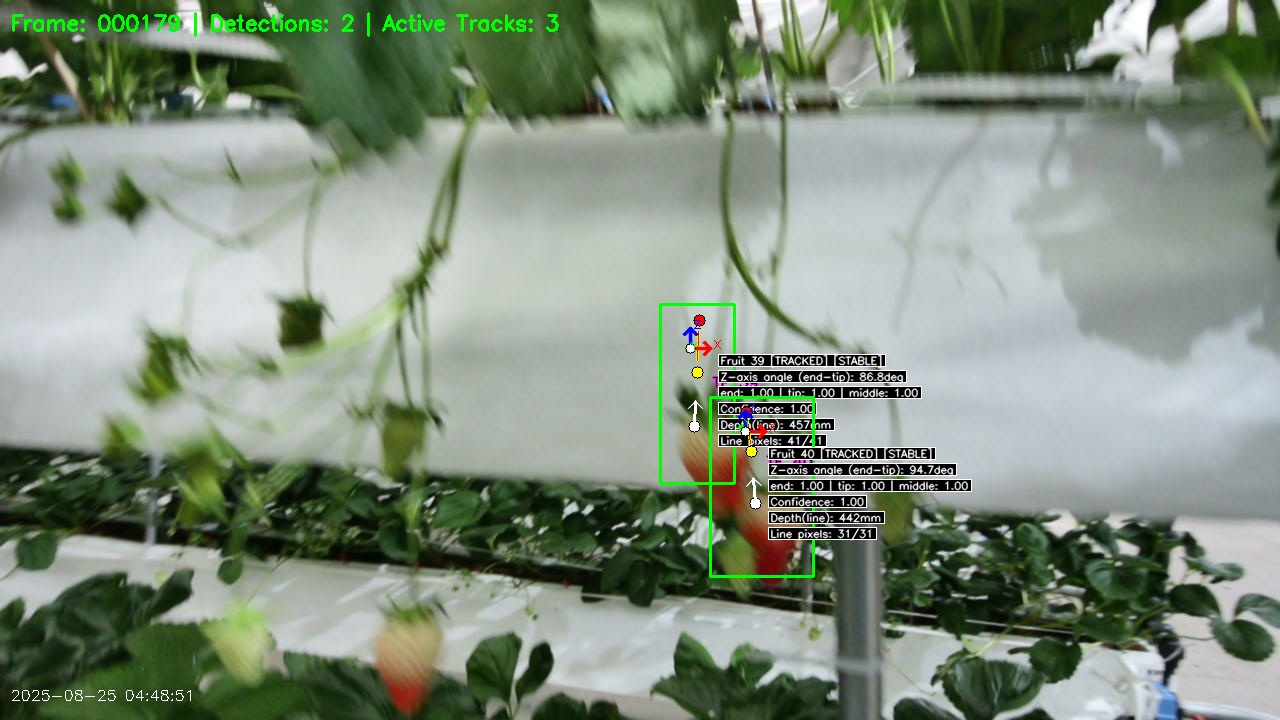 Frame: 000179 | Detections: 2 | Active Tracks: 3
X
Fruit 39 [TRACKED] [STABLE]
Z-axis angle (end-tip): 86.8deg
end: 1.00 | tip: 1.00 | middle: 1.00
Confidence: 1.00
Depth(line): 457mm
Line pixels: 41/41
Fruit 40 [TRACKED] [STABLE]
Z-axis angle (end-tip): 94.7deg
end: 1.00 | tip: 1.00 | middle: 1.00
Confidence: 1.00
Depth(line): 442mm
Line pixels: 31/31
2025-08-25 04:48:51